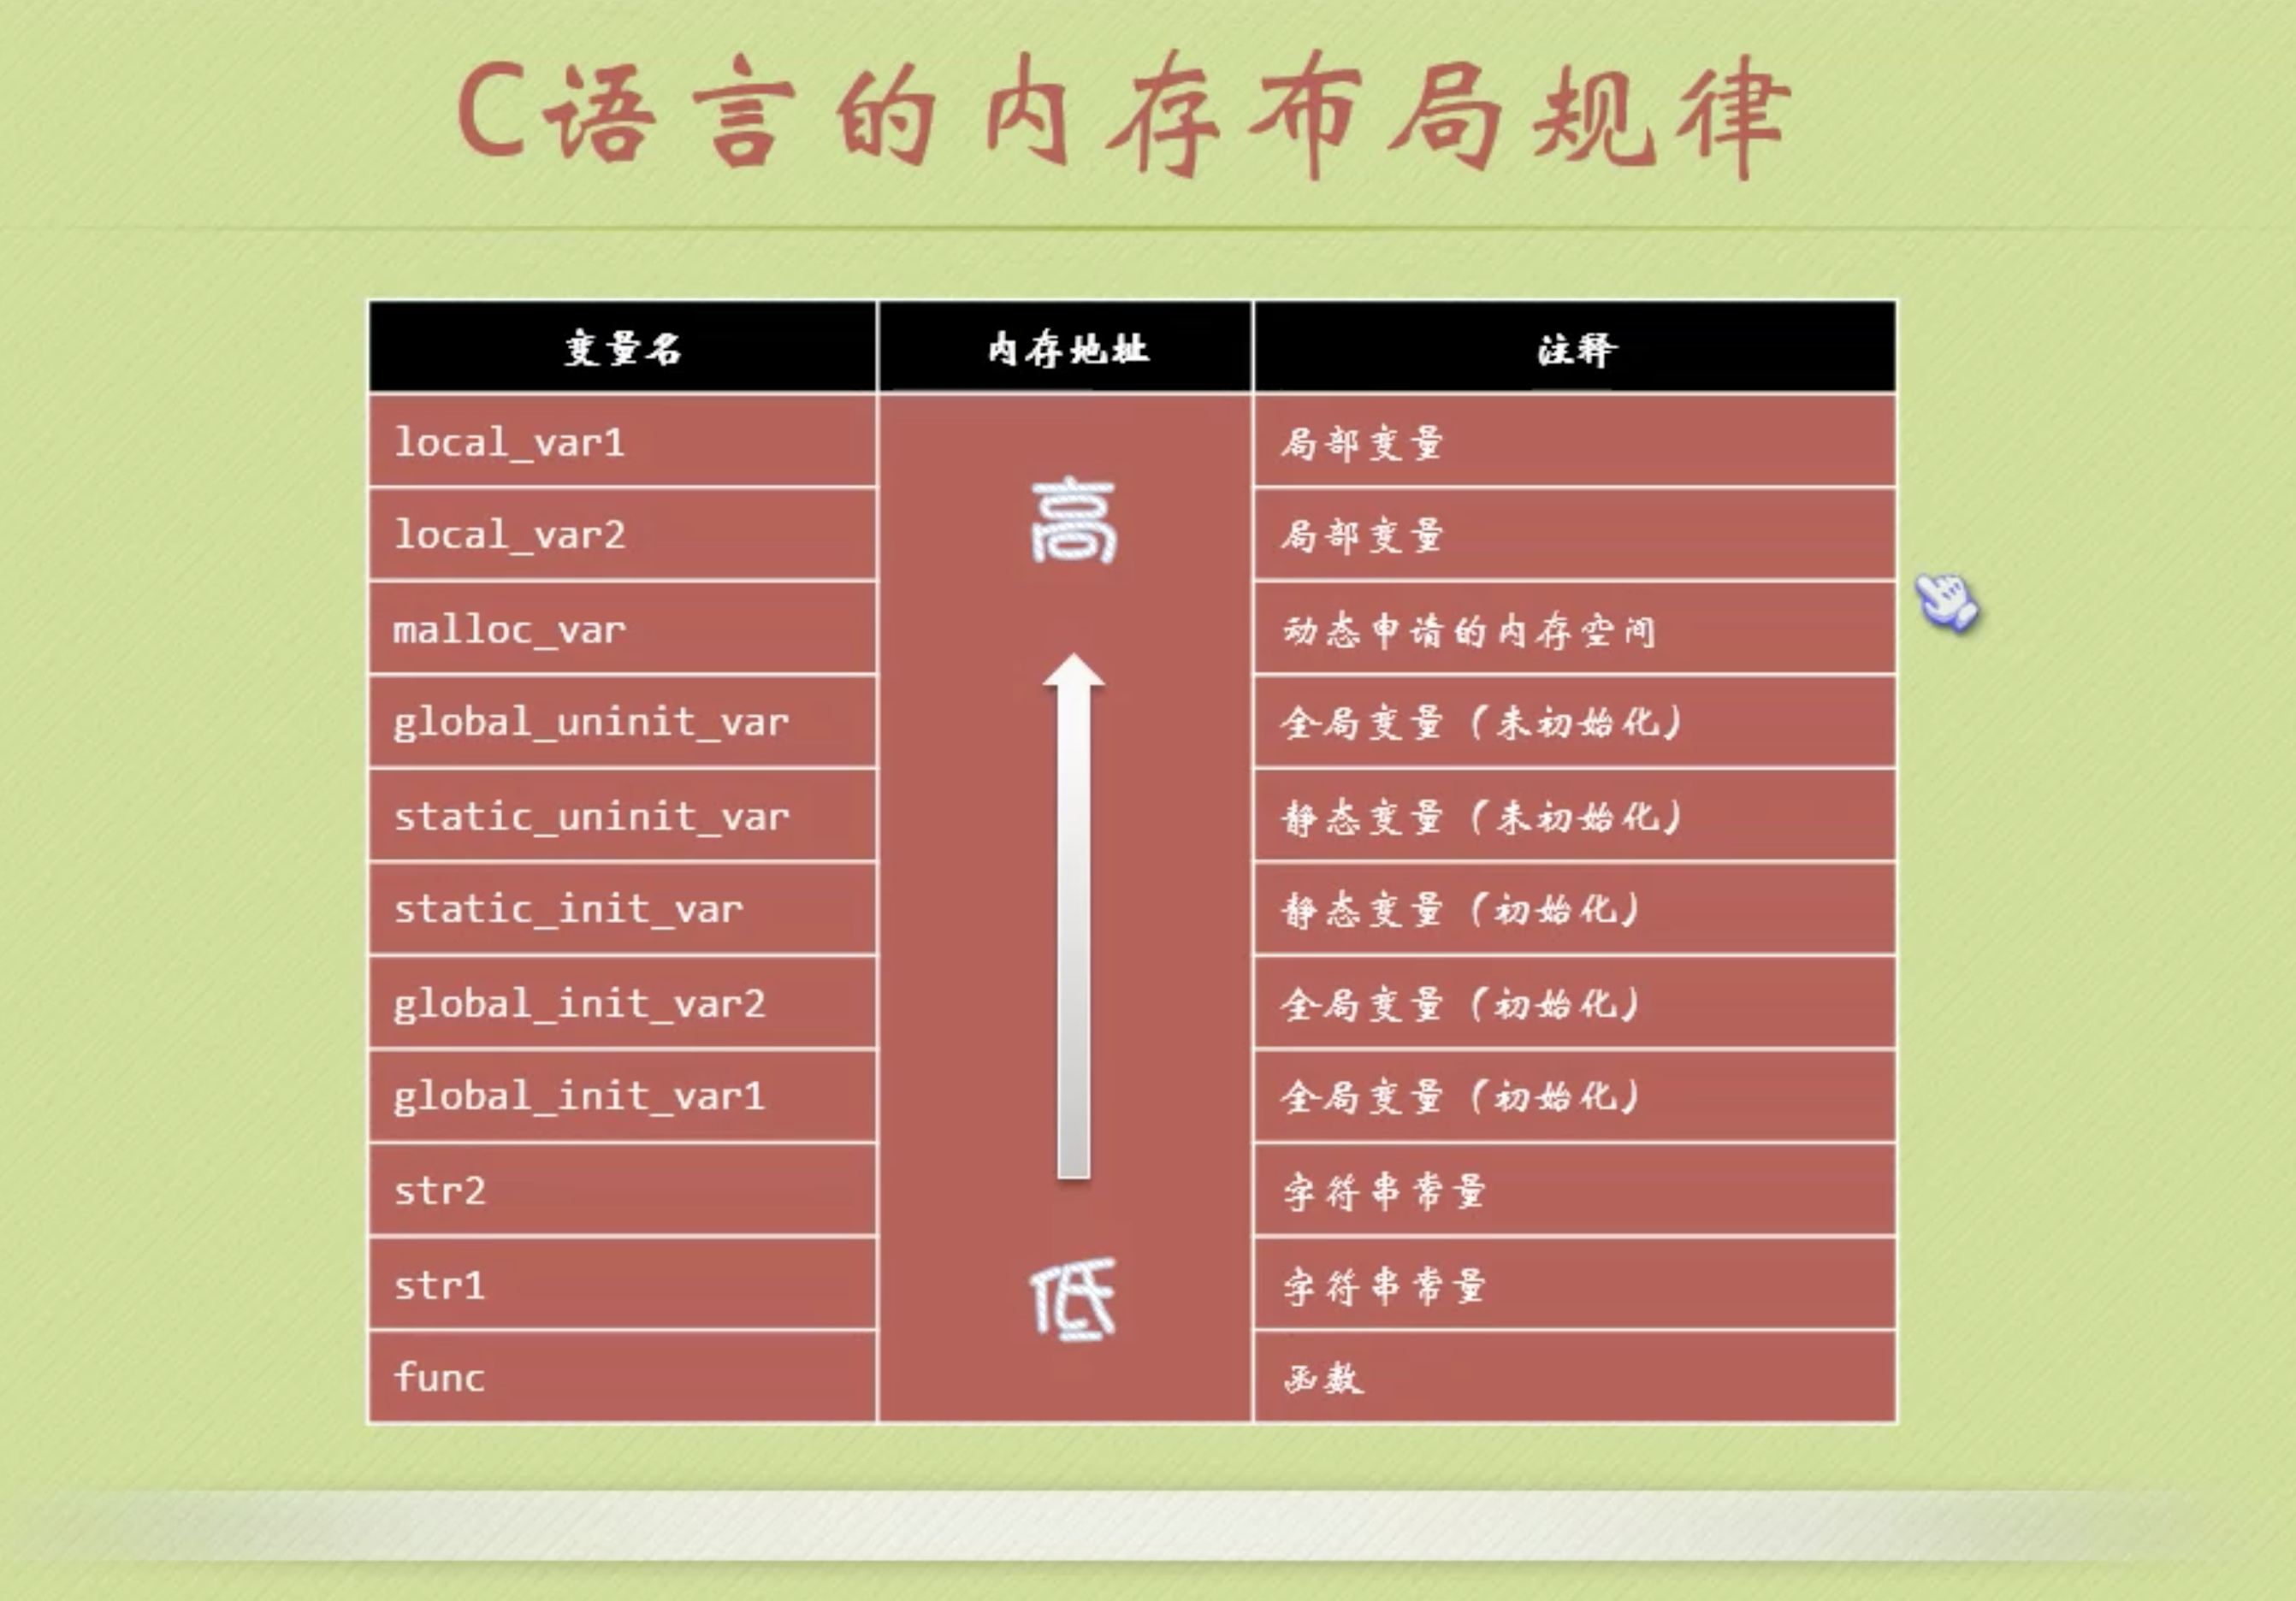 C语言的内存布局规律
变量名 内存地址 注释
local_var1 局部变量
local_var2 高 局部变量
malloc_var 动态申请的内存空间
global_uninit_var 全局变量（未初始化）
static_uninit_var 静态变量（未初始化）
static_init_var 静态变量（初始化）
global_init_var2 全局变量（初始化）
global_init_var1 全局变量（初始化）
str2 字符串常量
str1 低 字符串常量
func 函数